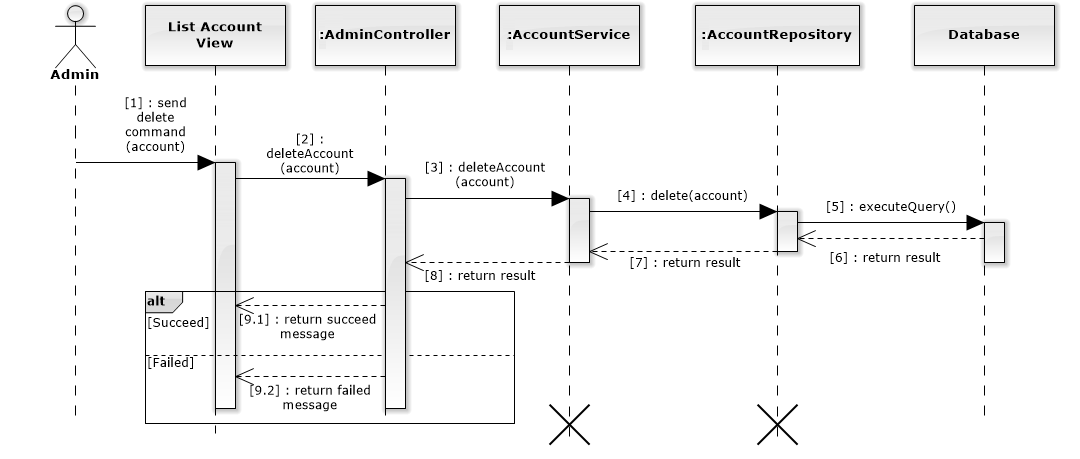 List Account
View
:AdminController
:AccountService
:AccountRepository
Database
Admin
[1] : send
delete
command
(account)
[2] :
deleteAccount
(account)
[3] : deleteAccount
(account)
[4] : delete(account)
[5] : executeQuery()
[6] : return result
[7] : return result
[8] : return result
alt
[Succeed]
[9.1] : return succeed
message
[Failed]
[9.2] : return failed
message